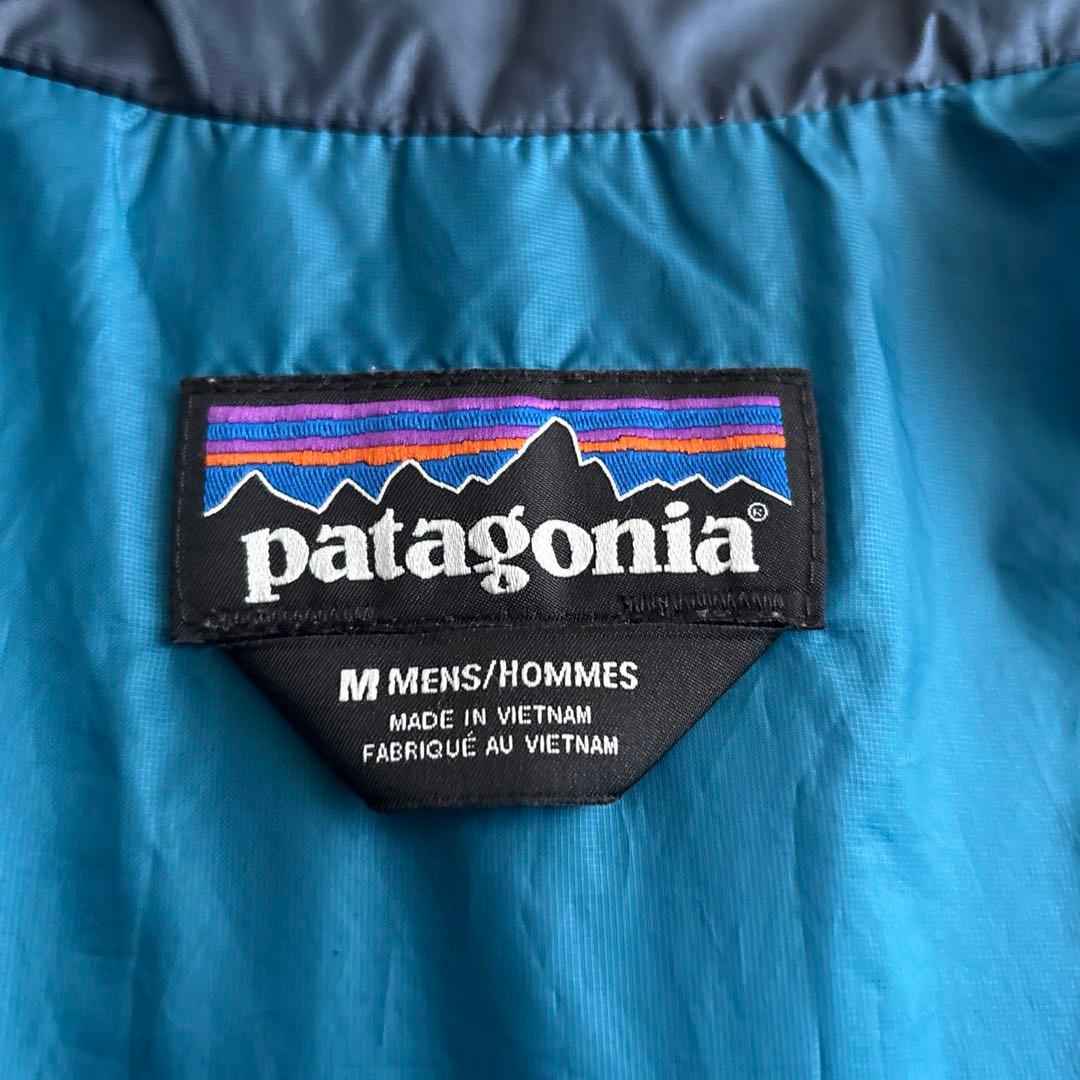 patagonia®
M MENS/HOMMES
MADE IN VIETNAM
FABRIQUÉ AU VIETNAM